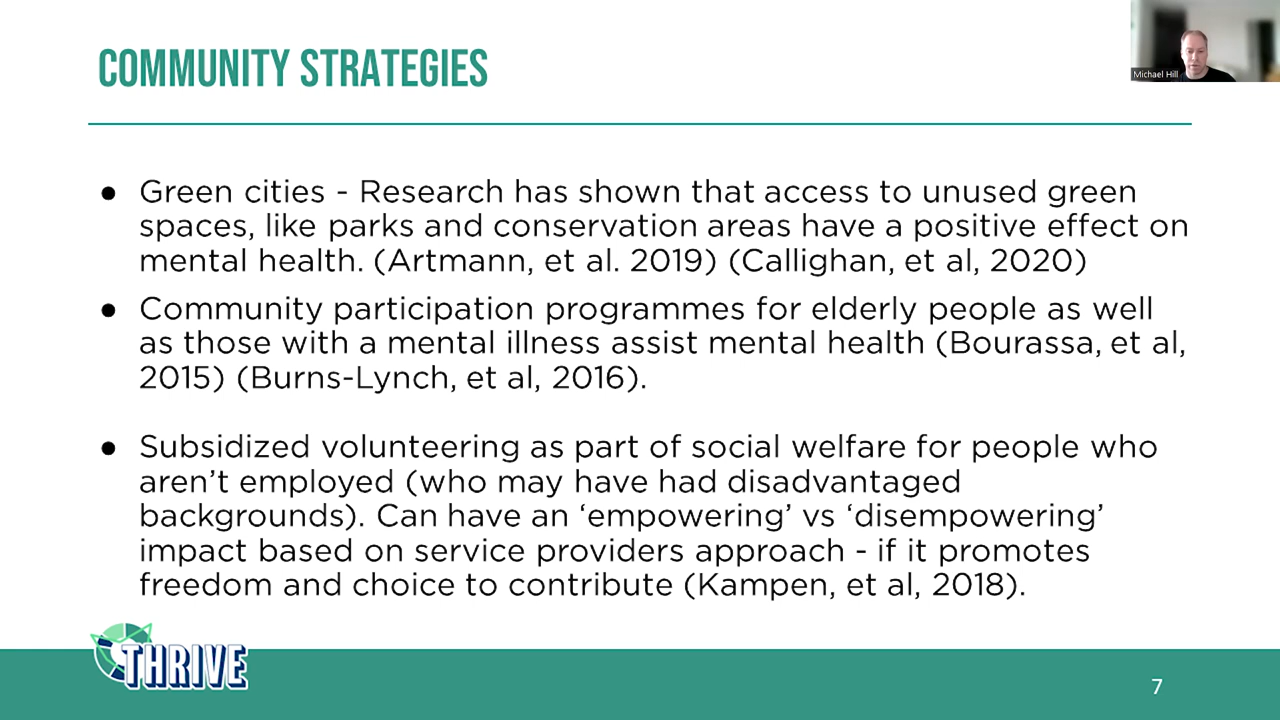 COMMUNITY STRATEGIES
Michael Hill
● Green cities - Research has shown that access to unused green
spaces, like parks and conservation areas have a positive effect on
mental health. (Artmann, et al. 2019) (Callighan, et al, 2020)
● Community participation programmes for elderly people as well
as those with a mental illness assist mental health (Bourassa, et al,
2015) (Burns-Lynch, et al, 2016).
● Subsidized volunteering as part of social welfare for people who
aren’t employed (who may have had disadvantaged
backgrounds). Can have an ‘empowering’ vs ‘disempowering’
impact based on service providers approach - if it promotes
freedom and choice to contribute (Kampen, et al, 2018).
THRIVE
7